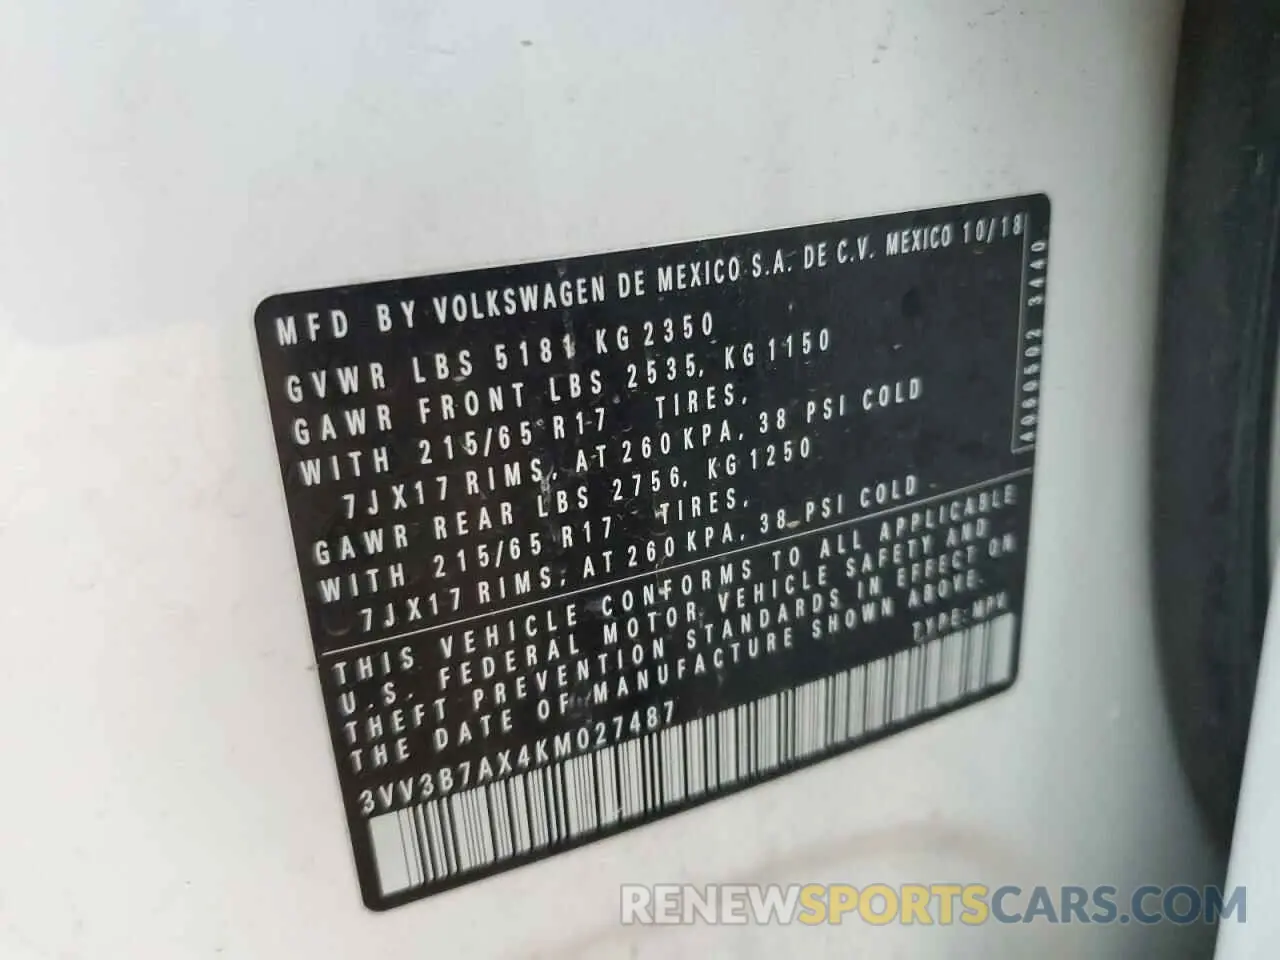 MFD BY VOLKSWAGEN DE MEXICO S.A. DE C.V. MEXICO 10/18
GVWR LBS 5181 KG 2350
GAWR FRONT LBS 2535, KG 1150
WITH 215/65 R17 TIRES,
7JX17 RIMS, AT 260 KPA, 38 PSI COLD
GAWR REAR LBS 2756, KG 1250
WITH 215/65 R17 TIRES,
7JX17 RIMS, AT 260 KPA, 38 PSI COLD
THIS VEHICLE CONFORMS TO ALL APPLICABLE
U.S. FEDERAL MOTOR VEHICLE SAFETY AND
THEFT PREVENTION STANDARDS IN EFFECT ON
THE DATE OF MANUFACTURE SHOWN ABOVE.
3VV3B7AX4KM027487 TYPE: MPV
3440
RENEWSPORTSCARS.COM